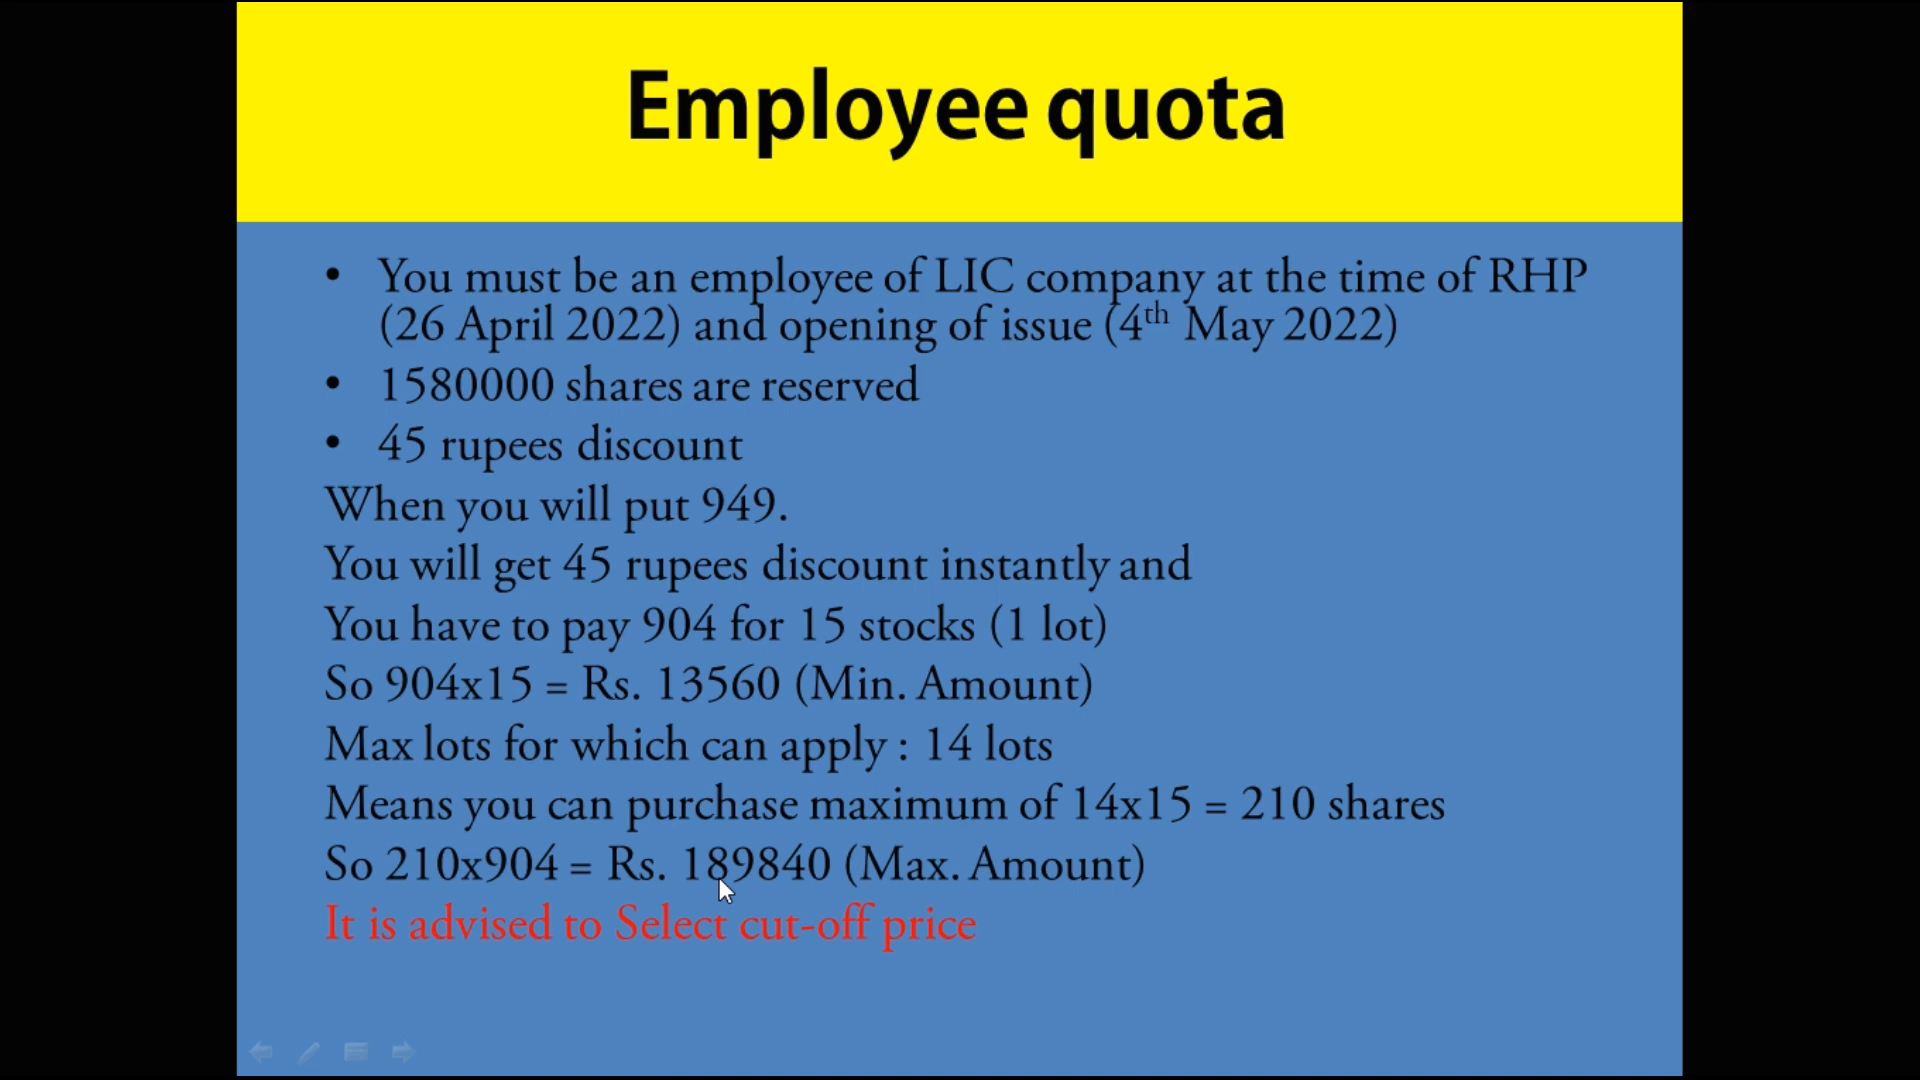 Employee quota
• You must be an employee of LIC company at the time of RHP
(26 April 2022) and opening of issue (4th May 2022)
• 1580000 shares are reserved
• 45 rupees discount
When you will put 949.
You will get 45 rupees discount instantly and
You have to pay 904 for 15 stocks (1 lot)
So 904x15 = Rs. 13560 (Min. Amount)
Max lots for which can apply : 14 lots
Means you can purchase maximum of 14x15 = 210 shares
So 210x904 = Rs. 189840 (Max. Amount)
It is advised to Select cut-off price